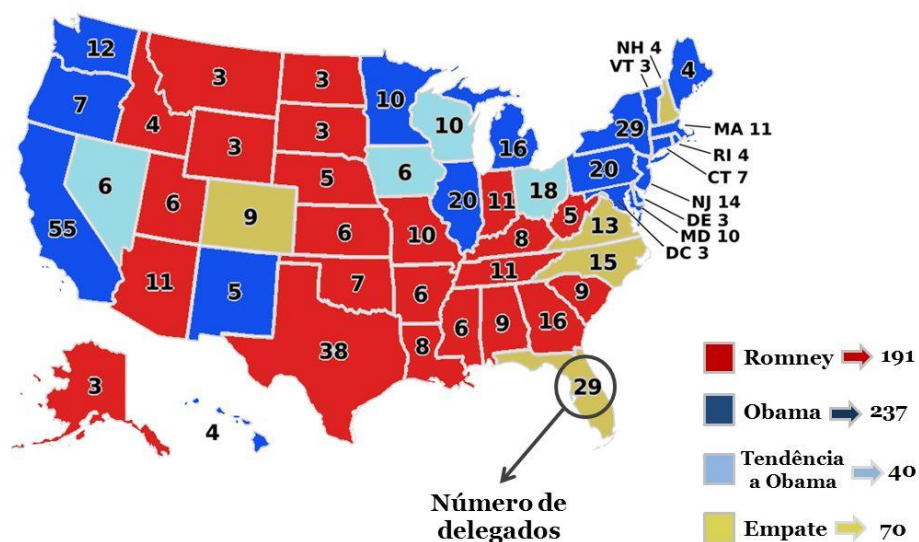 12
3
3
10
10
4
NH 4
VT 3
7
4
3
3
16
29
MA 11
RI 4
CT 7
NJ 14
DE 3
MD 10
DC 3
6
6
9
5
6
20
11
18
20
5
13
55
6
10
8
15
11
5
7
6
11
9
38
8
6
9
16
29
3
4
Número de
delegados
Romney 191
Obama 237
Tendência
a Obama 40
Empate 70